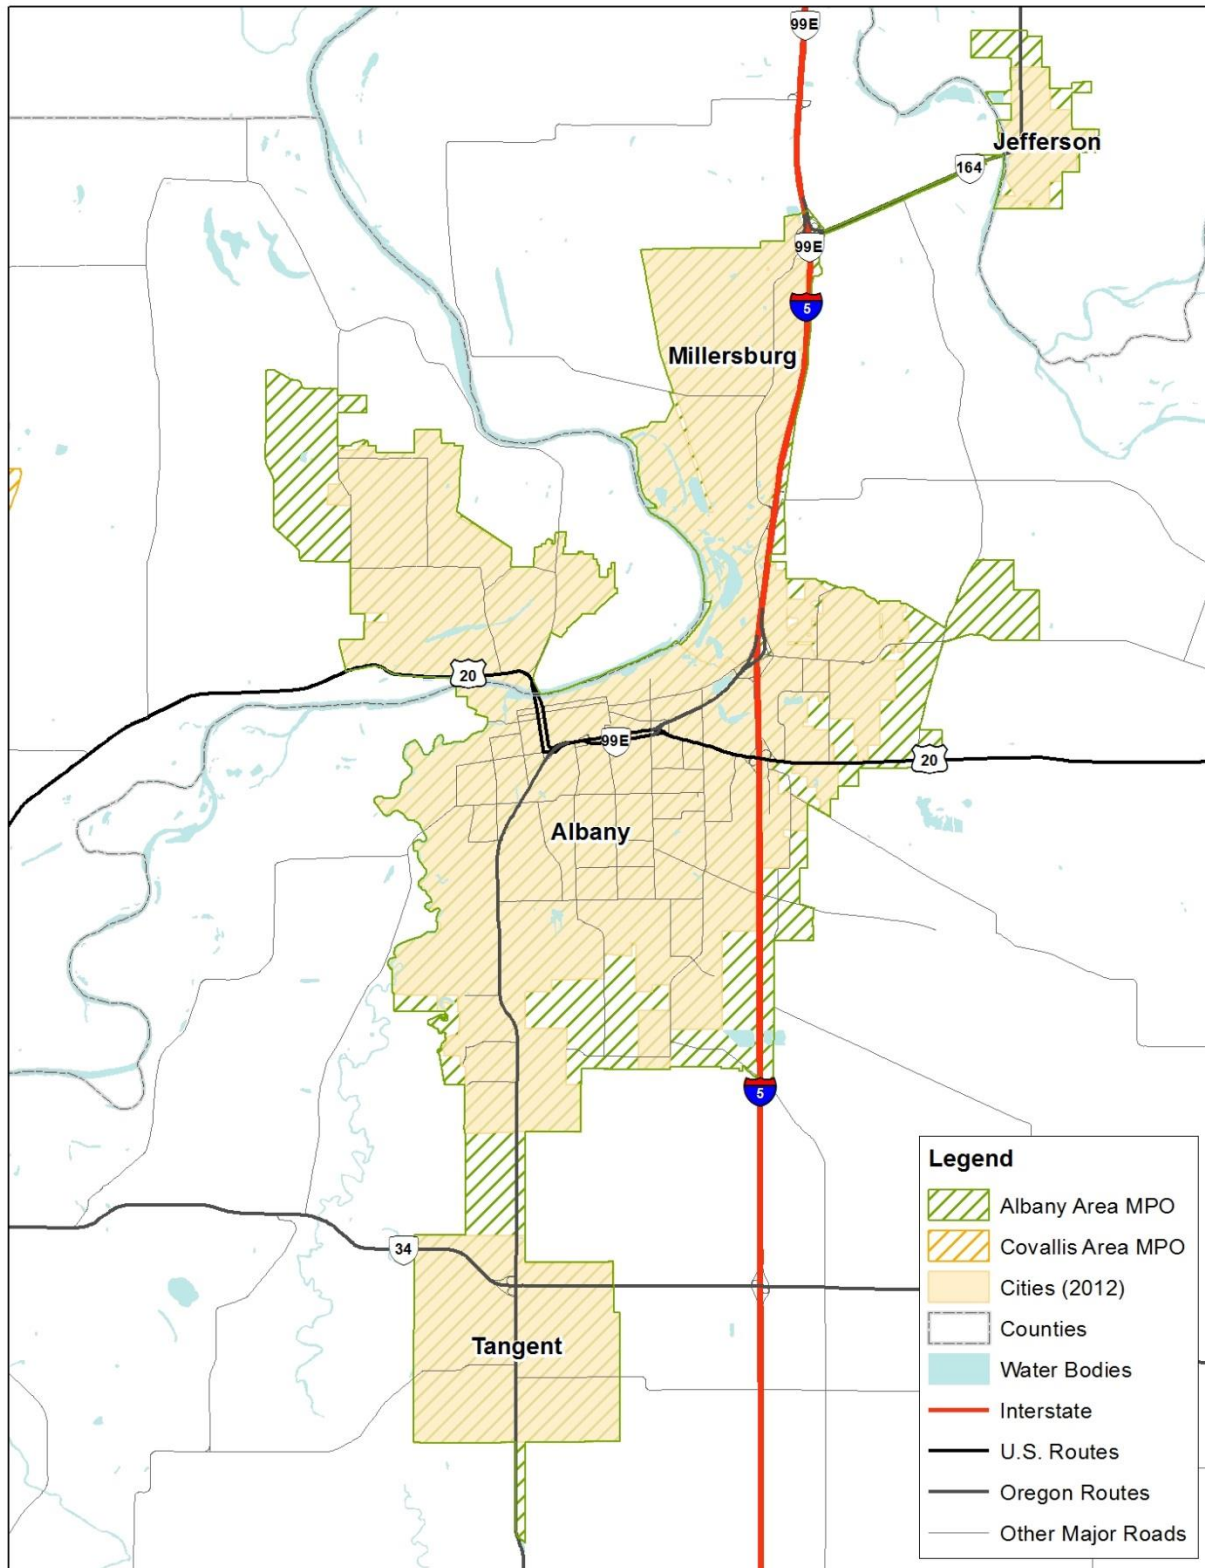 99E
Jefferson
164
99E
5
Millersburg
20
99E
20
Albany
5
34
Tangent
Legend
Albany Area MPO
Covallis Area MPO
Cities (2012)
Counties
Water Bodies
Interstate
U.S. Routes
Oregon Routes
Other Major Roads